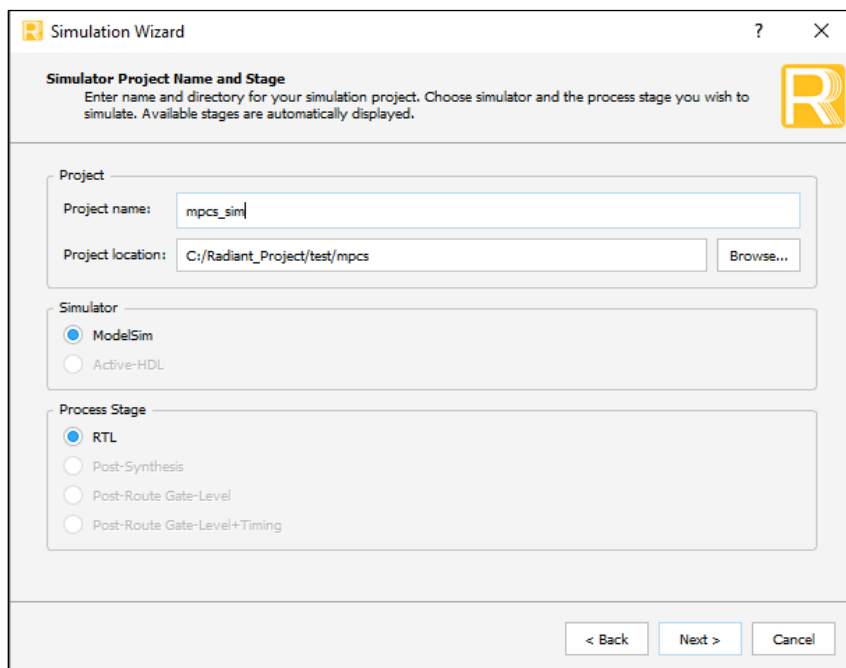 Simulation Wizard
?
Simulator Project Name and Stage
Enter name and directory for your simulation project. Choose simulator and the process stage you wish to
simulate. Available stages are automatically displayed.
Project
Project name: mpcs_sim
Project location: C:/Radiant_Project/test/mpcs Browse...
Simulator
ModelSim
Active-HDL
Process Stage
RTL
Post-Synthesis
Post-Route Gate-Level
Post-Route Gate-Level+Timing
< Back Next > Cancel